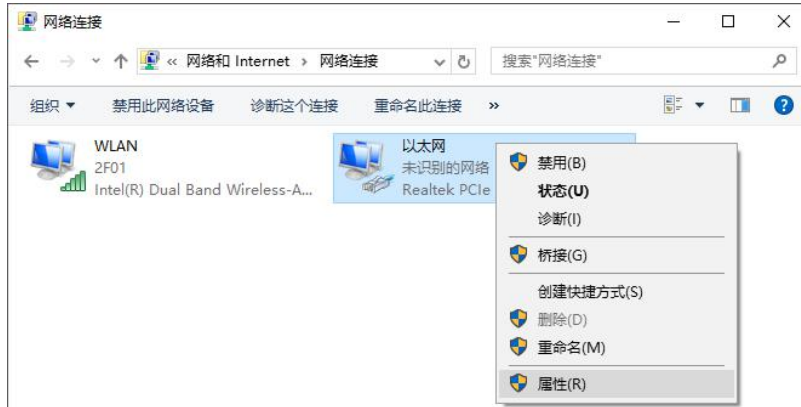 网络连接
« 网络和 Internet › 网络连接
搜索"网络连接"
组织 禁用此网络设备 诊断这个连接 重命名此连接 »
WLAN
2F01
Intel(R) Dual Band Wireless-A...
以太网
未识别的网络
Realtek PCIe
禁用(B)
状态(U)
诊断(I)
桥接(G)
创建快捷方式(S)
删除(D)
重命名(M)
属性(R)